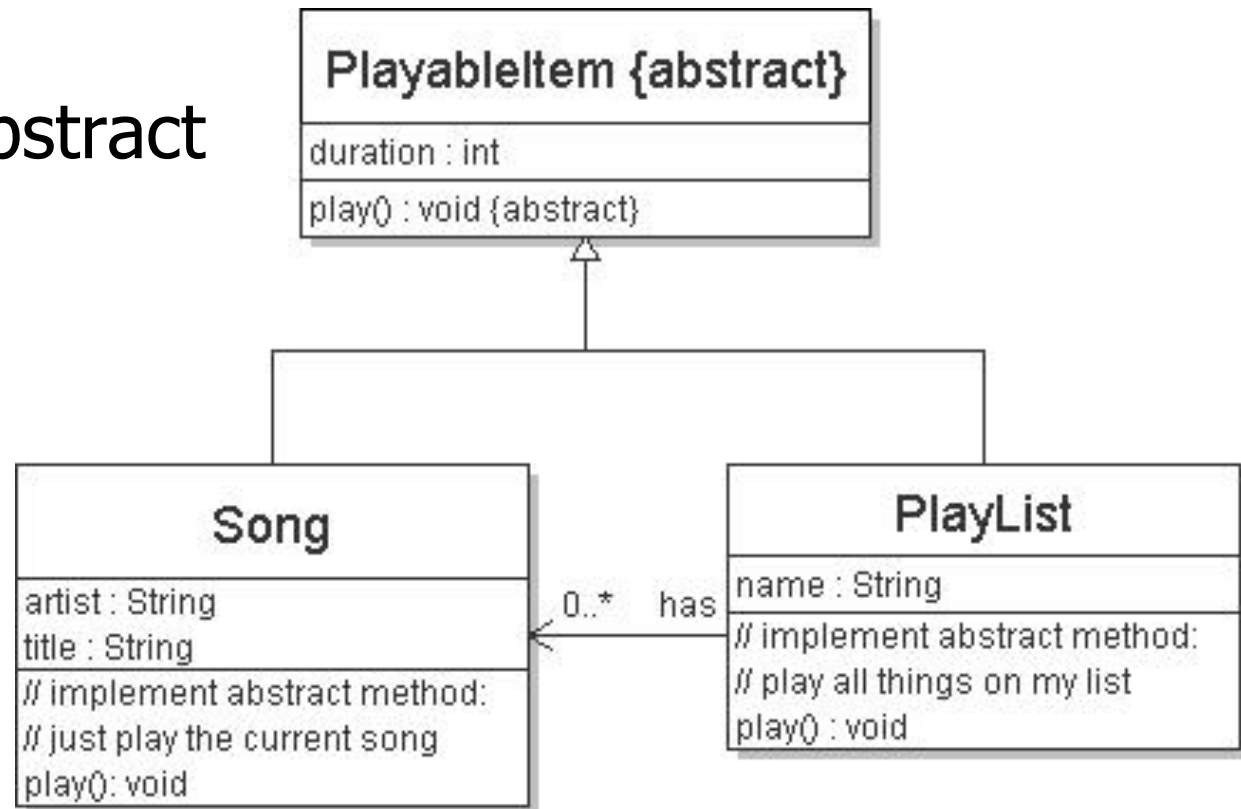 PlayableItem {abstract}
bstract
duration : int
play() : void {abstract}
Song
artist : String
title : String
// implement abstract method:
// just play the current song
play(): void
0..* has
PlayList
name : String
// implement abstract method:
// play all things on my list
play() : void